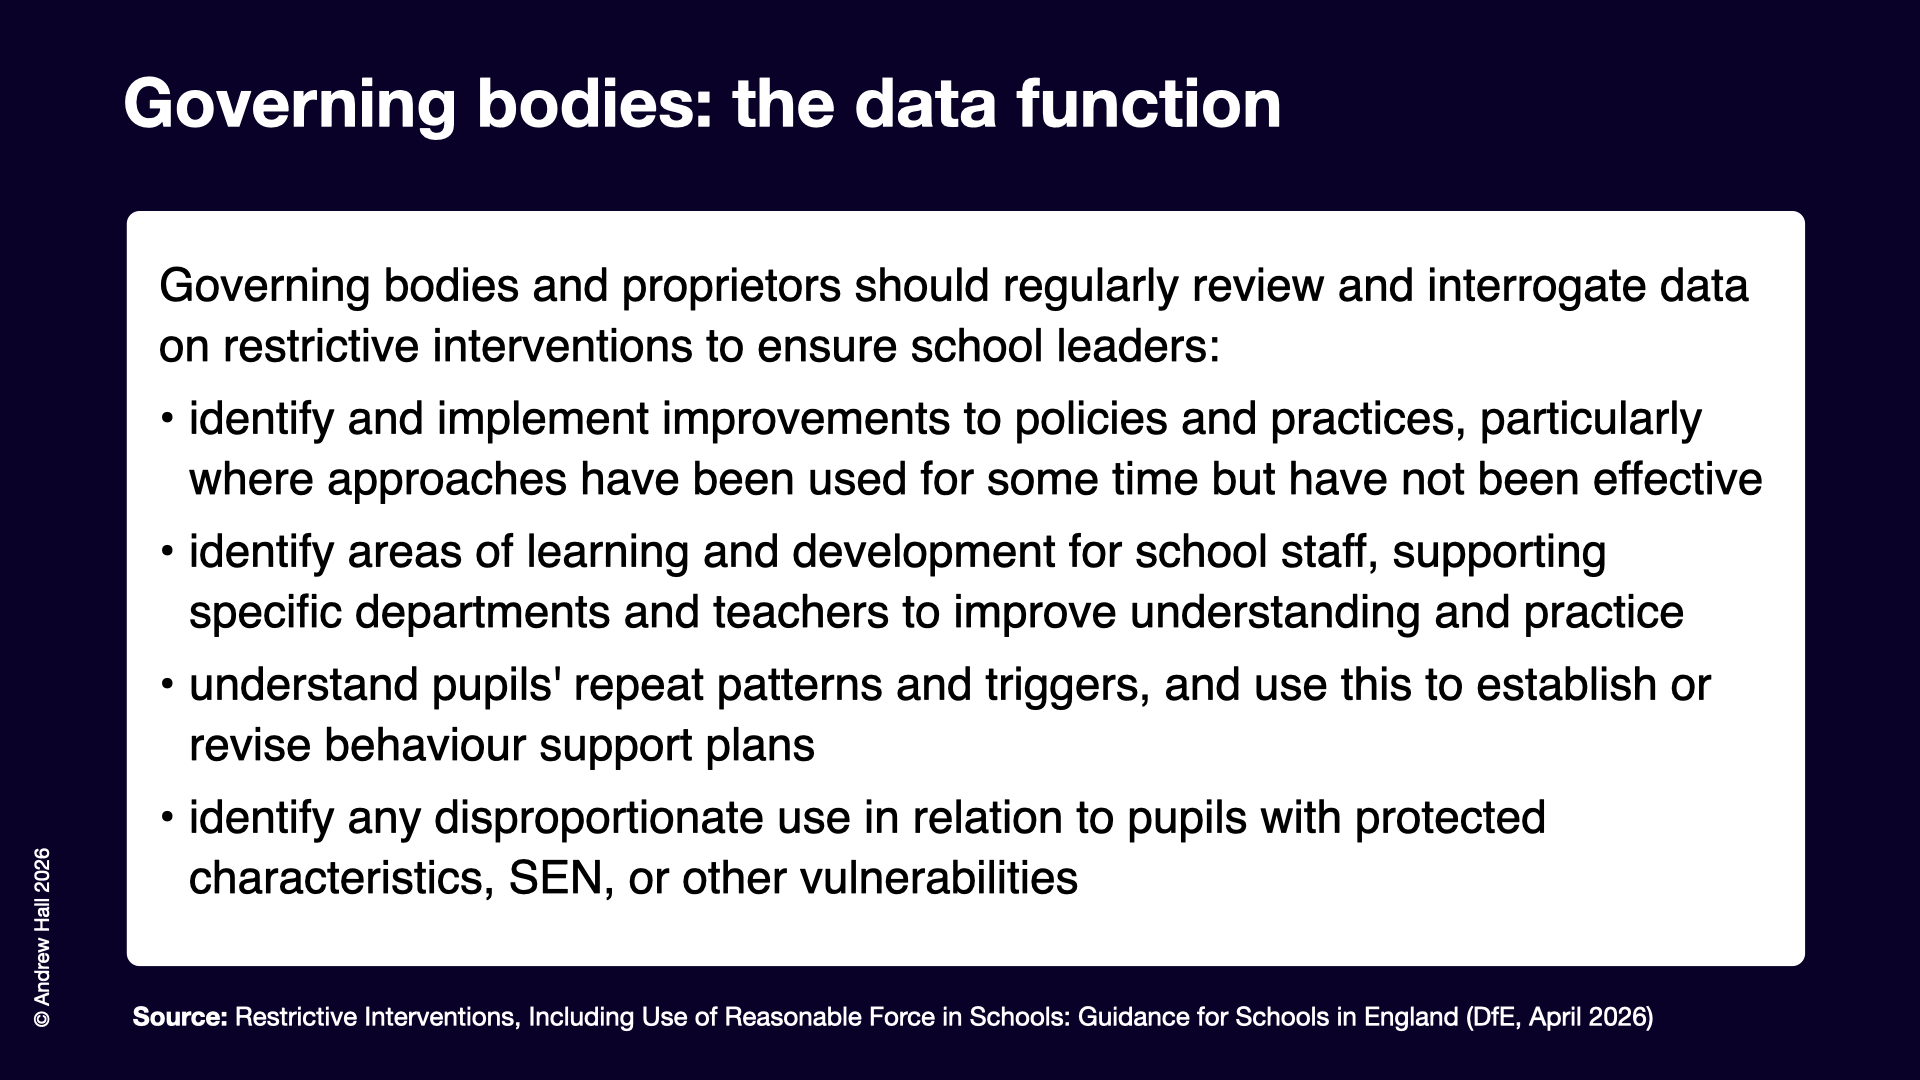 Governing bodies: the data function
Governing bodies and proprietors should regularly review and interrogate data
on restrictive interventions to ensure school leaders:
• identify and implement improvements to policies and practices, particularly
where approaches have been used for some time but have not been effective
• identify areas of learning and development for school staff, supporting
specific departments and teachers to improve understanding and practice
• understand pupils' repeat patterns and triggers, and use this to establish or
revise behaviour support plans
• identify any disproportionate use in relation to pupils with protected
characteristics, SEN, or other vulnerabilities
Source: Restrictive Interventions, Including Use of Reasonable Force in Schools: Guidance for Schools in England (DfE, April 2026)
© Andrew Hall 2026